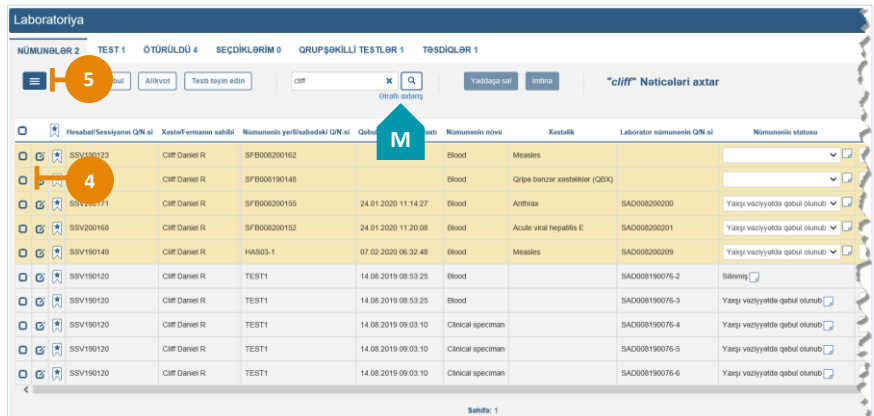 Laboratoriya
NÜMUNƏLƏR 2 TEST 1 ÖTÜRÜLDÜ 4 SEÇDİKLƏRİM 0 QRUPŞƏKİLLİ TESTLƏR 1 TƏSDİQLƏR 1
5 Alikvot Testi təyin edin cliff Yaddaşa sal İmtina "cliff" Nəticələri axtar
Ətraflı axtarış
M
Hesabat/Sessiyanın Q/N-si Xəstə/Fermanın sahibi Nümunənin yerli/sahədəki Q/N-si Nümunənin növü Xəstəlik Laborator nümunənin Q/N-si Nümunənin statusu
SSV190123 Cliff Daniel R SFB008200162 Blood Measles
4 Cliff Daniel R SFB008190148 Blood Qripə bənzər xəstəliklər (QBX)
SSV200171 Cliff Daniel R SFB008200155 24.01.2020 11:14:27 Blood Anthrax SAD008200200 Yaxşı vəziyyətdə qəbul olunub
SSV200168 Cliff Daniel R SFB008200152 24.01.2020 11:20:08 Blood Acute viral hepatitis E SAD008200201 Yaxşı vəziyyətdə qəbul olunub
SSV190149 Cliff Daniel R HAS03-1 07.02.2020 06:32:48 Blood Measles SAD008200209 Yaxşı vəziyyətdə qəbul olunub
SSV190120 Cliff Daniel R TEST1 14.08.2019 08:53:25 Blood SAD008190076-2 Silinmiş
SSV190120 Cliff Daniel R TEST1 14.08.2019 08:53:25 Blood SAD008190076-3 Yaxşı vəziyyətdə qəbul olunub
SSV190120 Cliff Daniel R TEST1 14.08.2019 09:03:10 Clinical speciman SAD008190076-4 Yaxşı vəziyyətdə qəbul olunub
SSV190120 Cliff Daniel R TEST1 14.08.2019 09:03:10 Clinical speciman SAD008190076-5 Yaxşı vəziyyətdə qəbul olunub
SSV190120 Cliff Daniel R TEST1 14.08.2019 09:03:10 Clinical speciman SAD008190076-6 Yaxşı vəziyyətdə qəbul olunub
Səhifə: 1